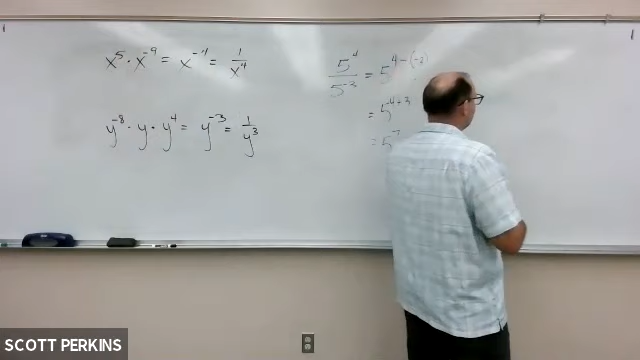 x⁵ · x⁻⁹ = x⁻⁴ = 1/x⁴
y⁻⁸ · y · y⁴ = y⁻³ = 1/y³
5⁴/5⁻³ = 5⁴⁻⁽⁻³⁾
= 5⁴⁺³
= 5⁷
SCOTT PERKINS